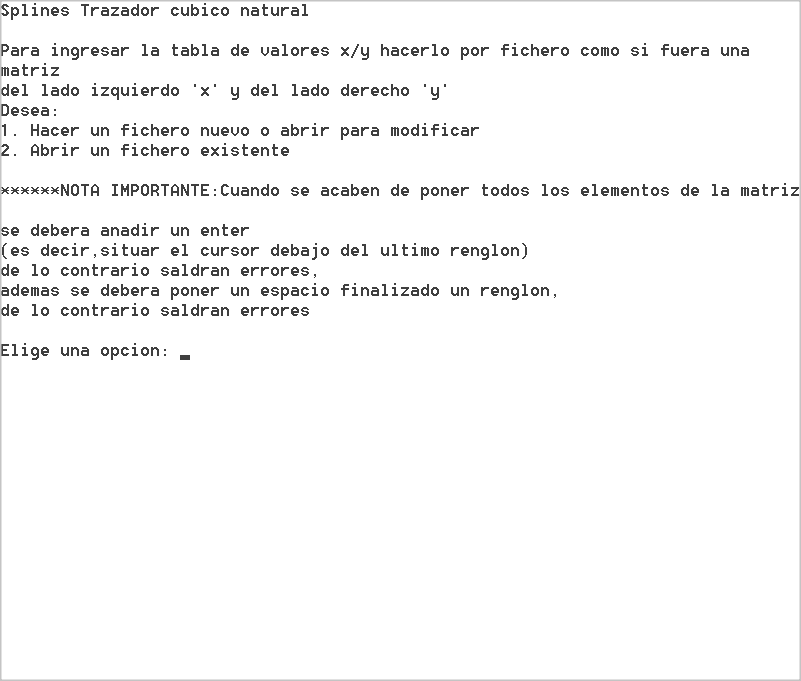 Splines Trazador cubico natural
Para ingresar la tabla de valores x/y hacerlo por fichero como si fuera una
matriz
del lado izquierdo 'x' y del lado derecho 'y'
Desea:
1. Hacer un fichero nuevo o abrir para modificar
2. Abrir un fichero existente
******NOTA IMPORTANTE:Cuando se acaben de poner todos los elementos de la matriz
se debera anadir un enter
(es decir,situar el cursor debajo del ultimo renglon)
de lo contrario saldran errores,
ademas se debera poner un espacio finalizado un renglon,
de lo contrario saldran errores
Elige una opcion: _